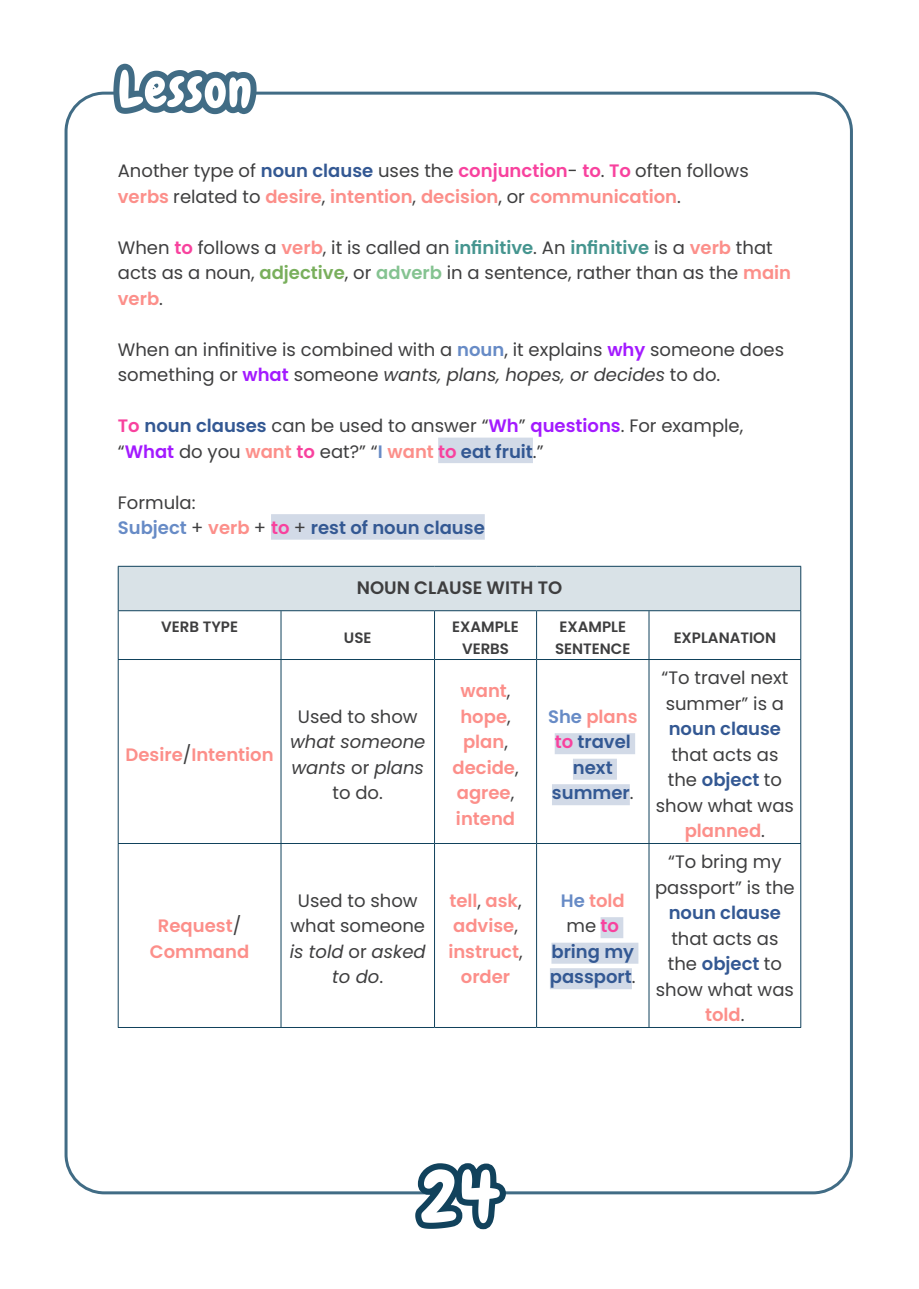 Lesson
Another type of noun clause uses the conjunction- to. To often follows
verbs related to desire, intention, decision, or communication.
When to follows a verb, it is called an infinitive. An infinitive is a verb that
acts as a noun, adjective, or adverb in a sentence, rather than as the main
verb.
When an infinitive is combined with a noun, it explains why someone does
something or what someone wants, plans, hopes, or decides to do.
To noun clauses can be used to answer “Wh” questions. For example,
“What do you want to eat?” “I want to eat fruit.”
Formula:
Subject + verb + to + rest of noun clause
NOUN CLAUSE WITH TO
VERB TYPE
USE
EXAMPLE
VERBS
EXAMPLE
SENTENCE
EXPLANATION
Desire/Intention
Used to show
what someone
wants or plans
to do.
want,
hope,
plan,
decide,
agree,
intend
She plans
to travel
next
summer.
“To travel next
summer” is a
noun clause
that acts as
the object to
show what was
planned.
Request/
Command
Used to show
what someone
is told or asked
to do.
tell, ask,
advise,
instruct,
order
He told
me to
bring my
passport.
“To bring my
passport” is the
noun clause
that acts as
the object to
show what was
told.
24